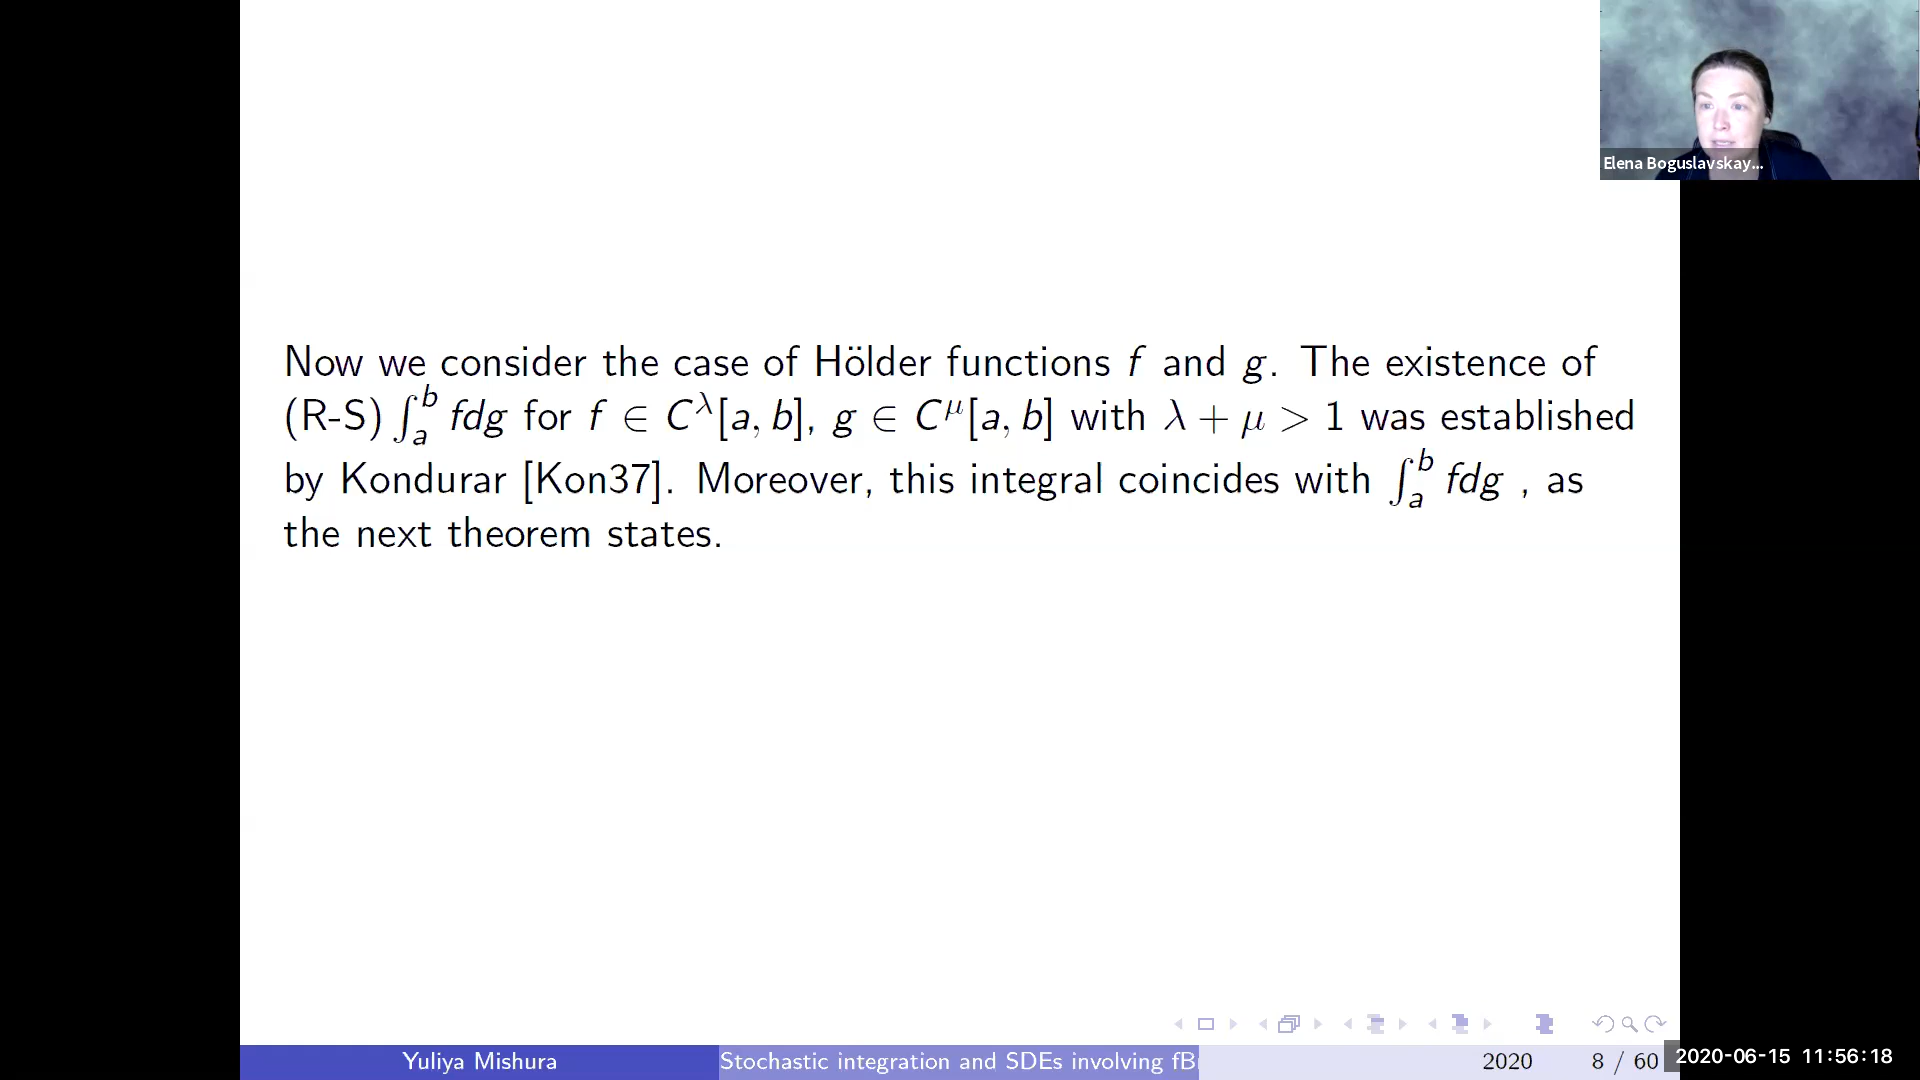 Elena Boguslavskay...
Now we consider the case of Hölder functions f and g. The existence of
(R-S) ∫_a^b fdg for f ∈ C^λ[a, b], g ∈ C^μ[a, b] with λ + μ > 1 was established
by Kondurar [Kon37]. Moreover, this integral coincides with ∫_a^b fdg , as
the next theorem states.
Yuliya Mishura
Stochastic integration and SDEs involving fB
2020
8 / 60
2020-06-15 11:56:18